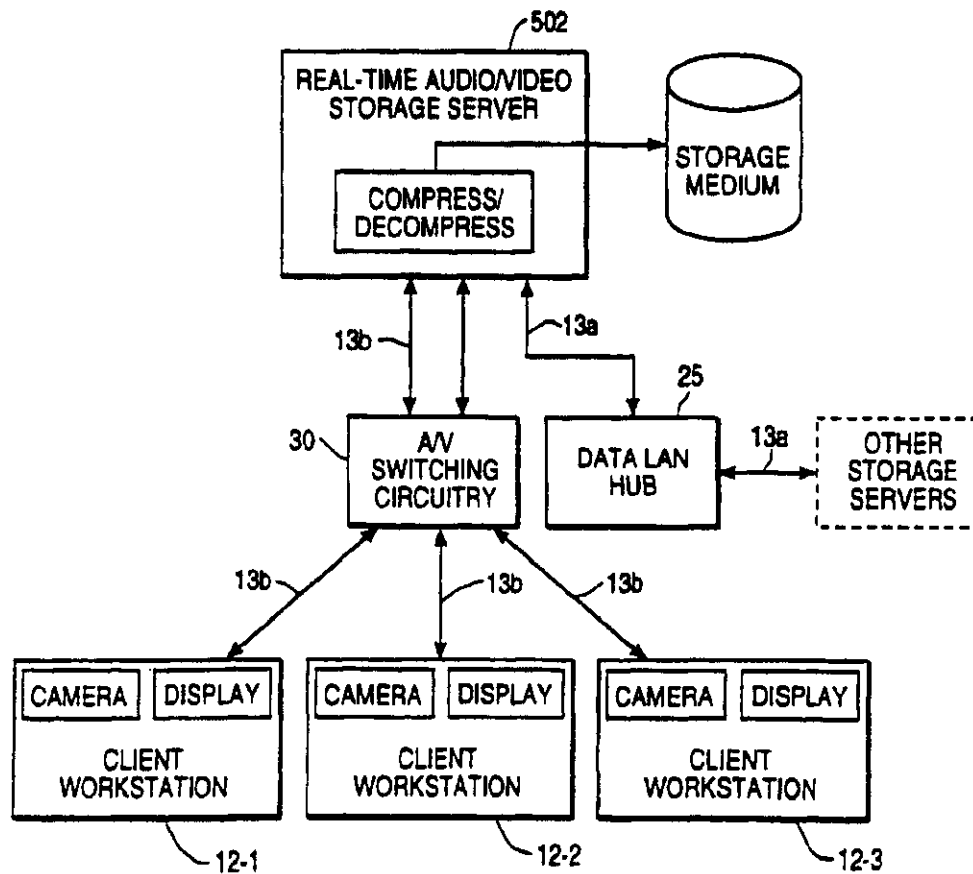 502
REAL-TIME AUDIO/VIDEO
STORAGE SERVER
COMPRESS/
DECOMPRESS
STORAGE
MEDIUM
13b
13a
30
A/V
SWITCHING
CIRCUITRY
25
DATA LAN
HUB
13a
OTHER
STORAGE
SERVERS
13b
13b
13b
CAMERA
DISPLAY
CLIENT
WORKSTATION
12-1
CAMERA
DISPLAY
CLIENT
WORKSTATION
12-2
CAMERA
DISPLAY
CLIENT
WORKSTATION
12-3